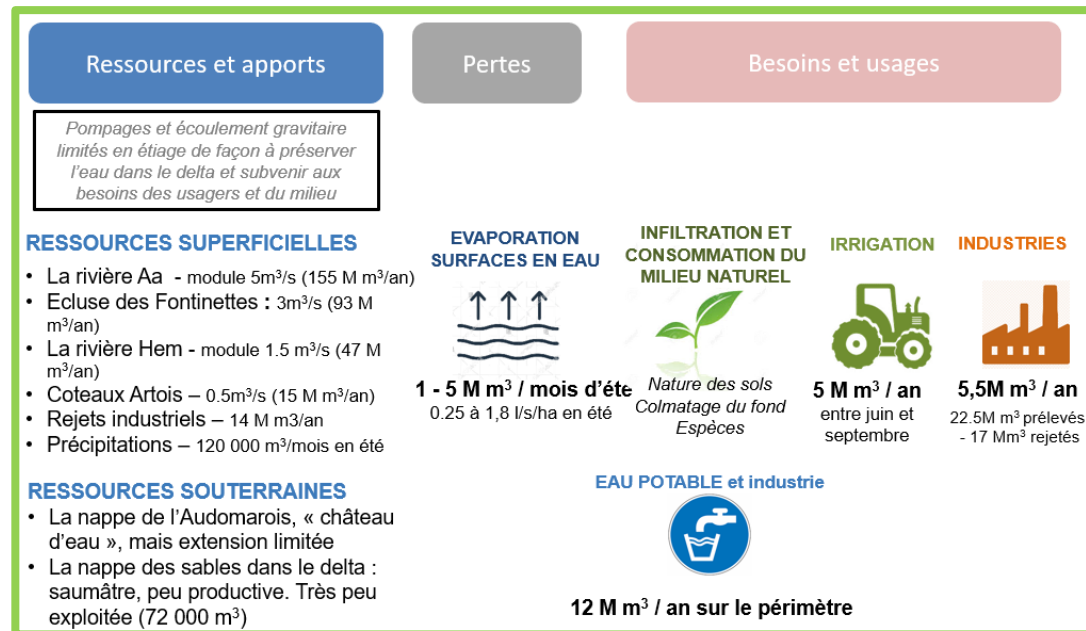 Ressources et apports
Pertes
Besoins et usages
Pompages et écoulement gravitaire
limités en étiage de façon à préserver
l'eau dans le delta et subvenir aux
besoins des usagers et du milieu
RESSOURCES SUPERFICIELLES
• La rivière Aa - module 5m³/s (155 M m³/an)
• Ecluse des Fontinettes : 3m³/s (93 M
m³/an)
• La rivière Hem - module 1.5 m³/s (47 M
m³/an)
• Coteaux Artois – 0.5m³/s (15 M m³/an)
• Rejets industriels – 14 M m3/an
• Précipitations – 120 000 m³/mois en été
RESSOURCES SOUTERRAINES
• La nappe de l'Audomarois, « château
d'eau », mais extension limitée
• La nappe des sables dans le delta :
saumâtre, peu productive. Très peu
exploitée (72 000 m³)
EVAPORATION
SURFACES EN EAU
1 - 5 M m³ / mois d'éte
0.25 à 1,8 l/s/ha en été
INFILTRATION ET
CONSOMMATION DU
MILIEU NATUREL
Nature des sols
Colmatage du fond
Espèces
IRRIGATION
5 M m³ / an
entre juin et
septembre
INDUSTRIES
5,5M m³ / an
22.5M m³ prélevés
- 17 Mm³ rejetés
EAU POTABLE et industrie
12 M m³ / an sur le périmètre